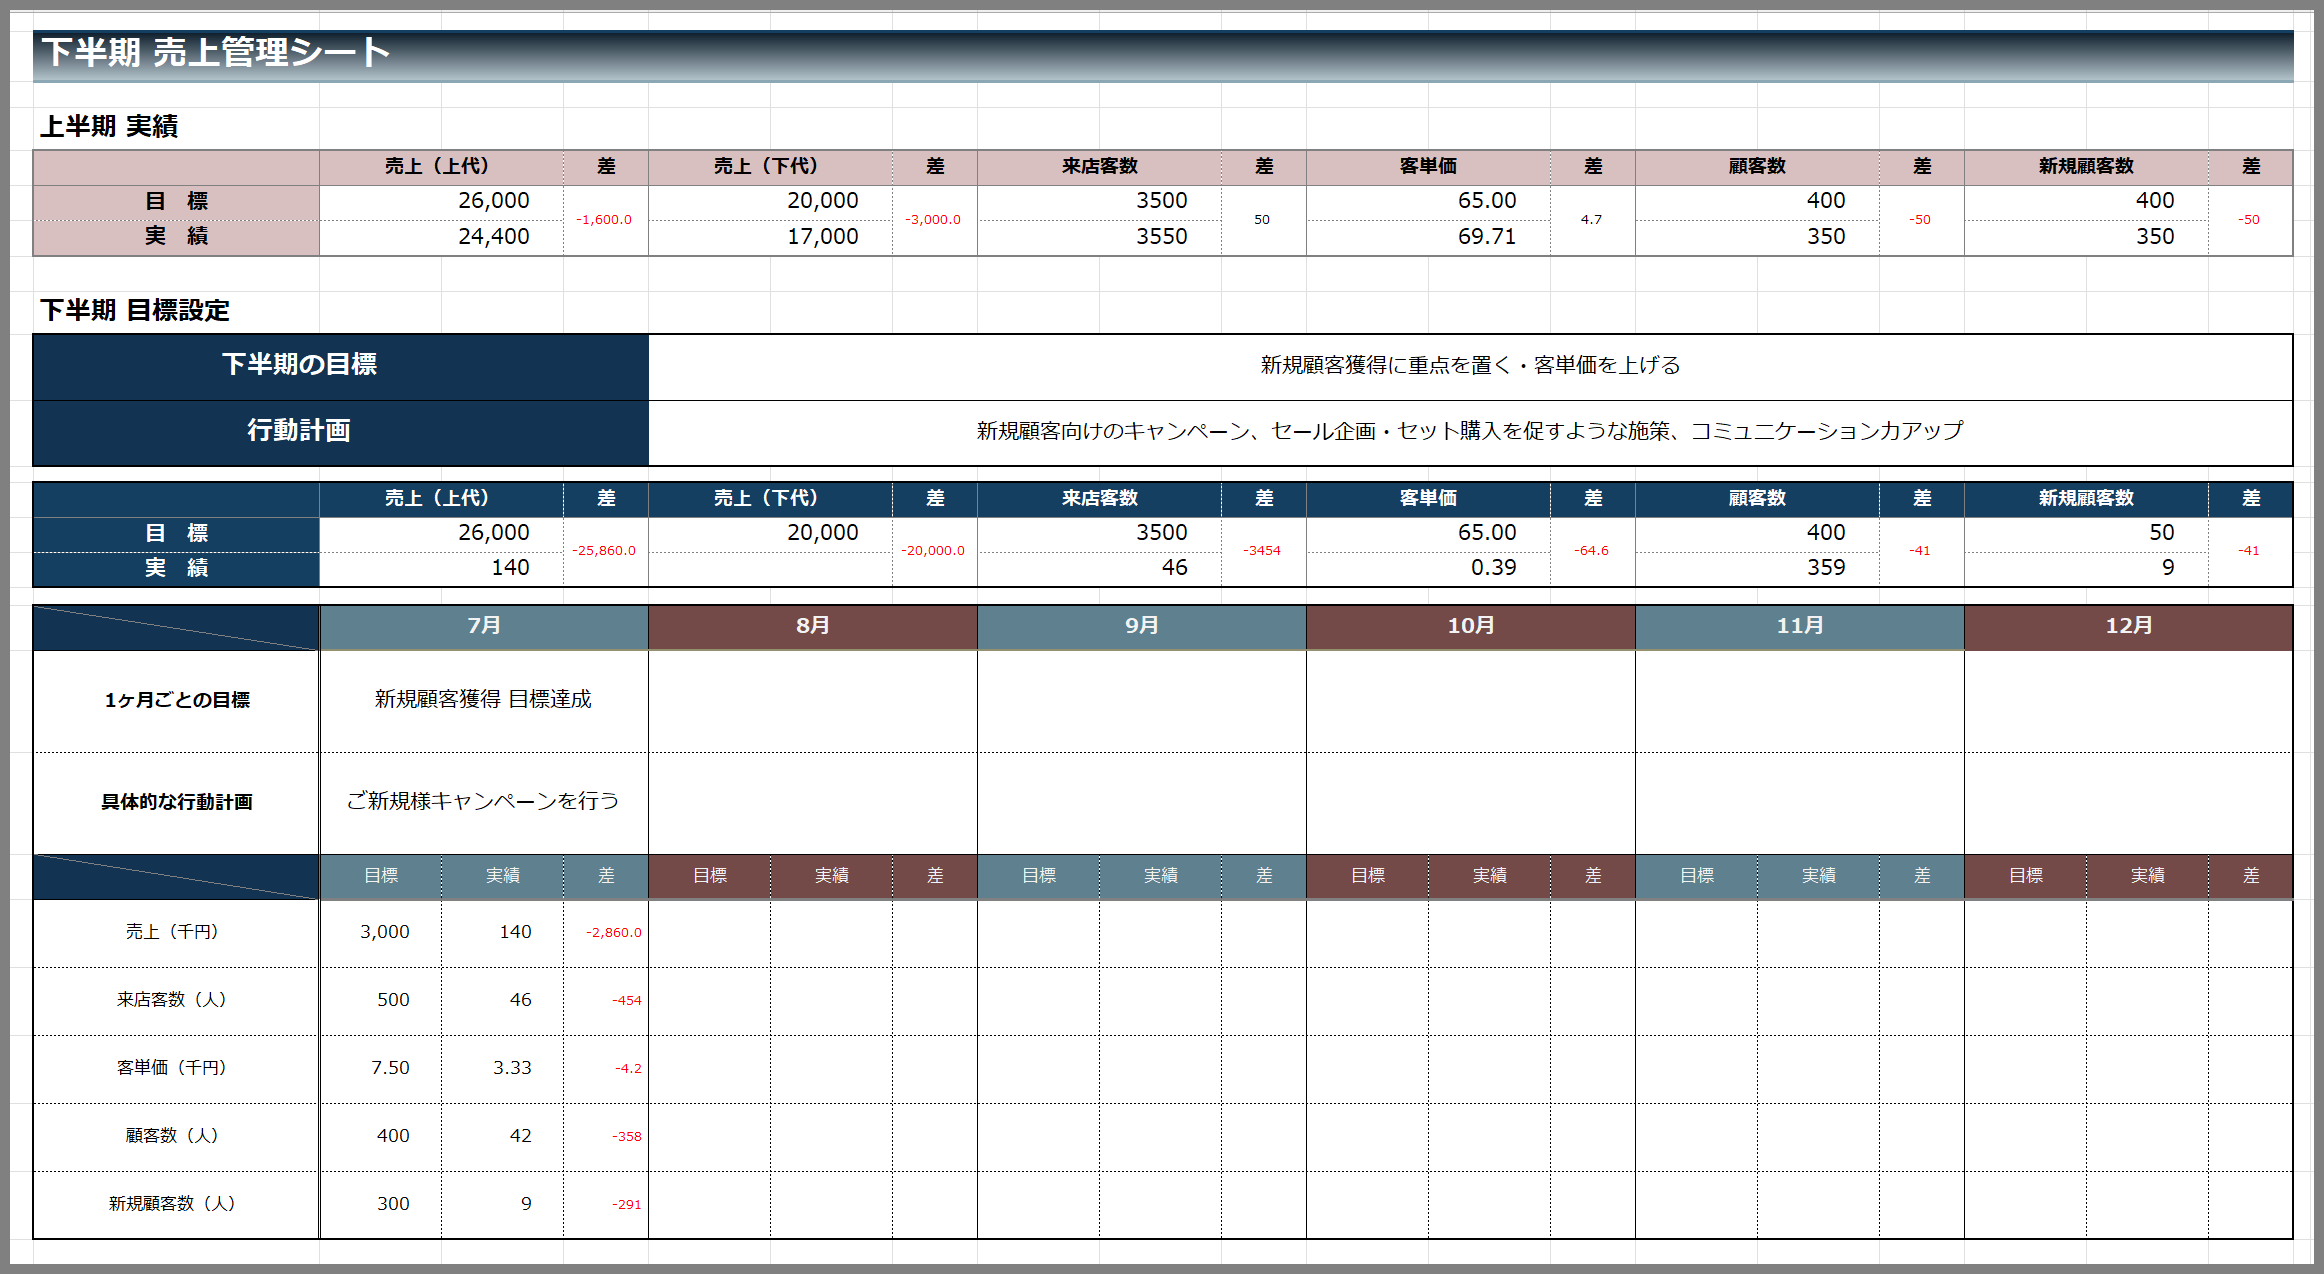 下半期 売上管理シート
上半期 実績
売上（上代） 差 売上（下代） 差 来店客数 差 客単価 差 顧客数 差 新規顧客数 差
目　標 26,000 20,000 3500 65.00 400 400
-1,600.0 -3,000.0 50 4.7 -50 -50
実　績 24,400 17,000 3550 69.71 350 350
下半期 目標設定
下半期の目標 新規顧客獲得に重点を置く・客単価を上げる
行動計画 新規顧客向けのキャンペーン、セール企画・セット購入を促すような施策、コミュニケーション力アップ
売上（上代） 差 売上（下代） 差 来店客数 差 客単価 差 顧客数 差 新規顧客数 差
目　標 26,000 20,000 3500 65.00 400 50
-25,860.0 -20,000.0 -3454 -64.6 -41 -41
実　績 140 46 0.39 359 9
7月 8月 9月 10月 11月 12月
1ヶ月ごとの目標 新規顧客獲得 目標達成
具体的な行動計画 ご新規様キャンペーンを行う
目標 実績 差 目標 実績 差 目標 実績 差 目標 実績 差 目標 実績 差 目標 実績 差
売上（千円） 3,000 140 -2,860.0
来店客数（人） 500 46 -454
客単価（千円） 7.50 3.33 -4.2
顧客数（人） 400 42 -358
新規顧客数（人） 300 9 -291